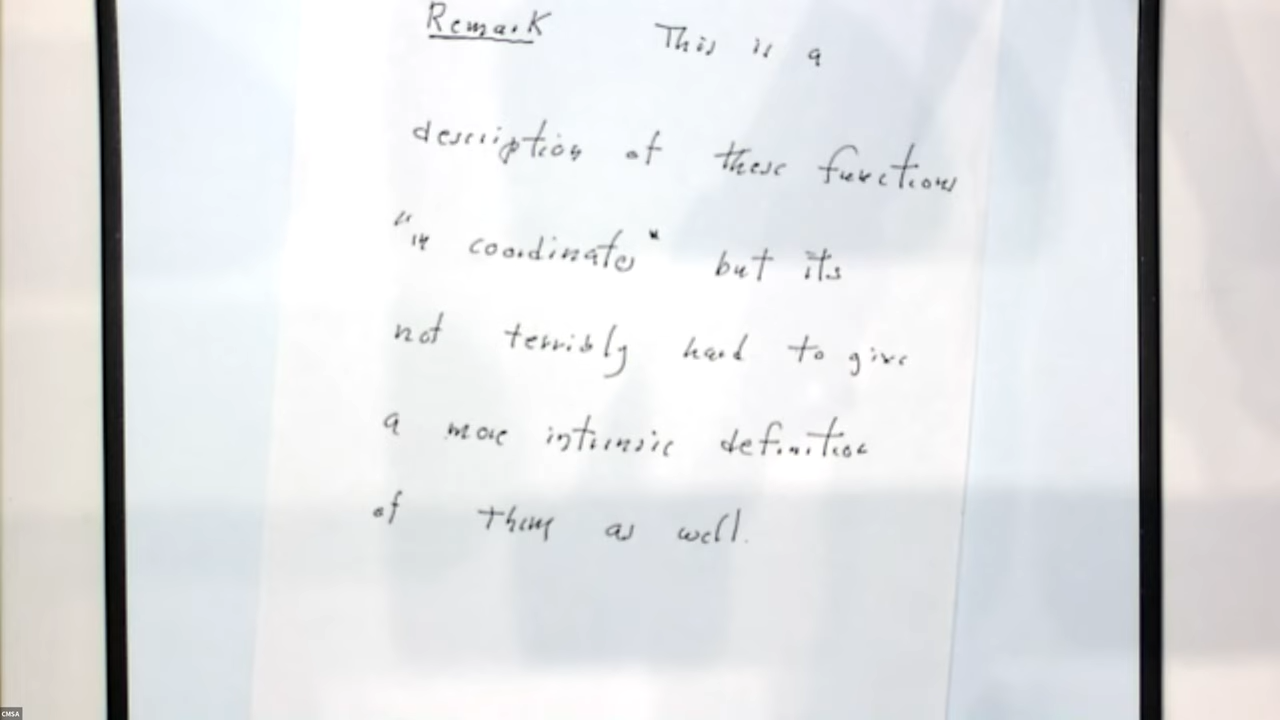 Remark This is a
description of these functions
"in coordinates" but its
not terribly hard to give
a more intrinsic definition
of them as well.
CMSA